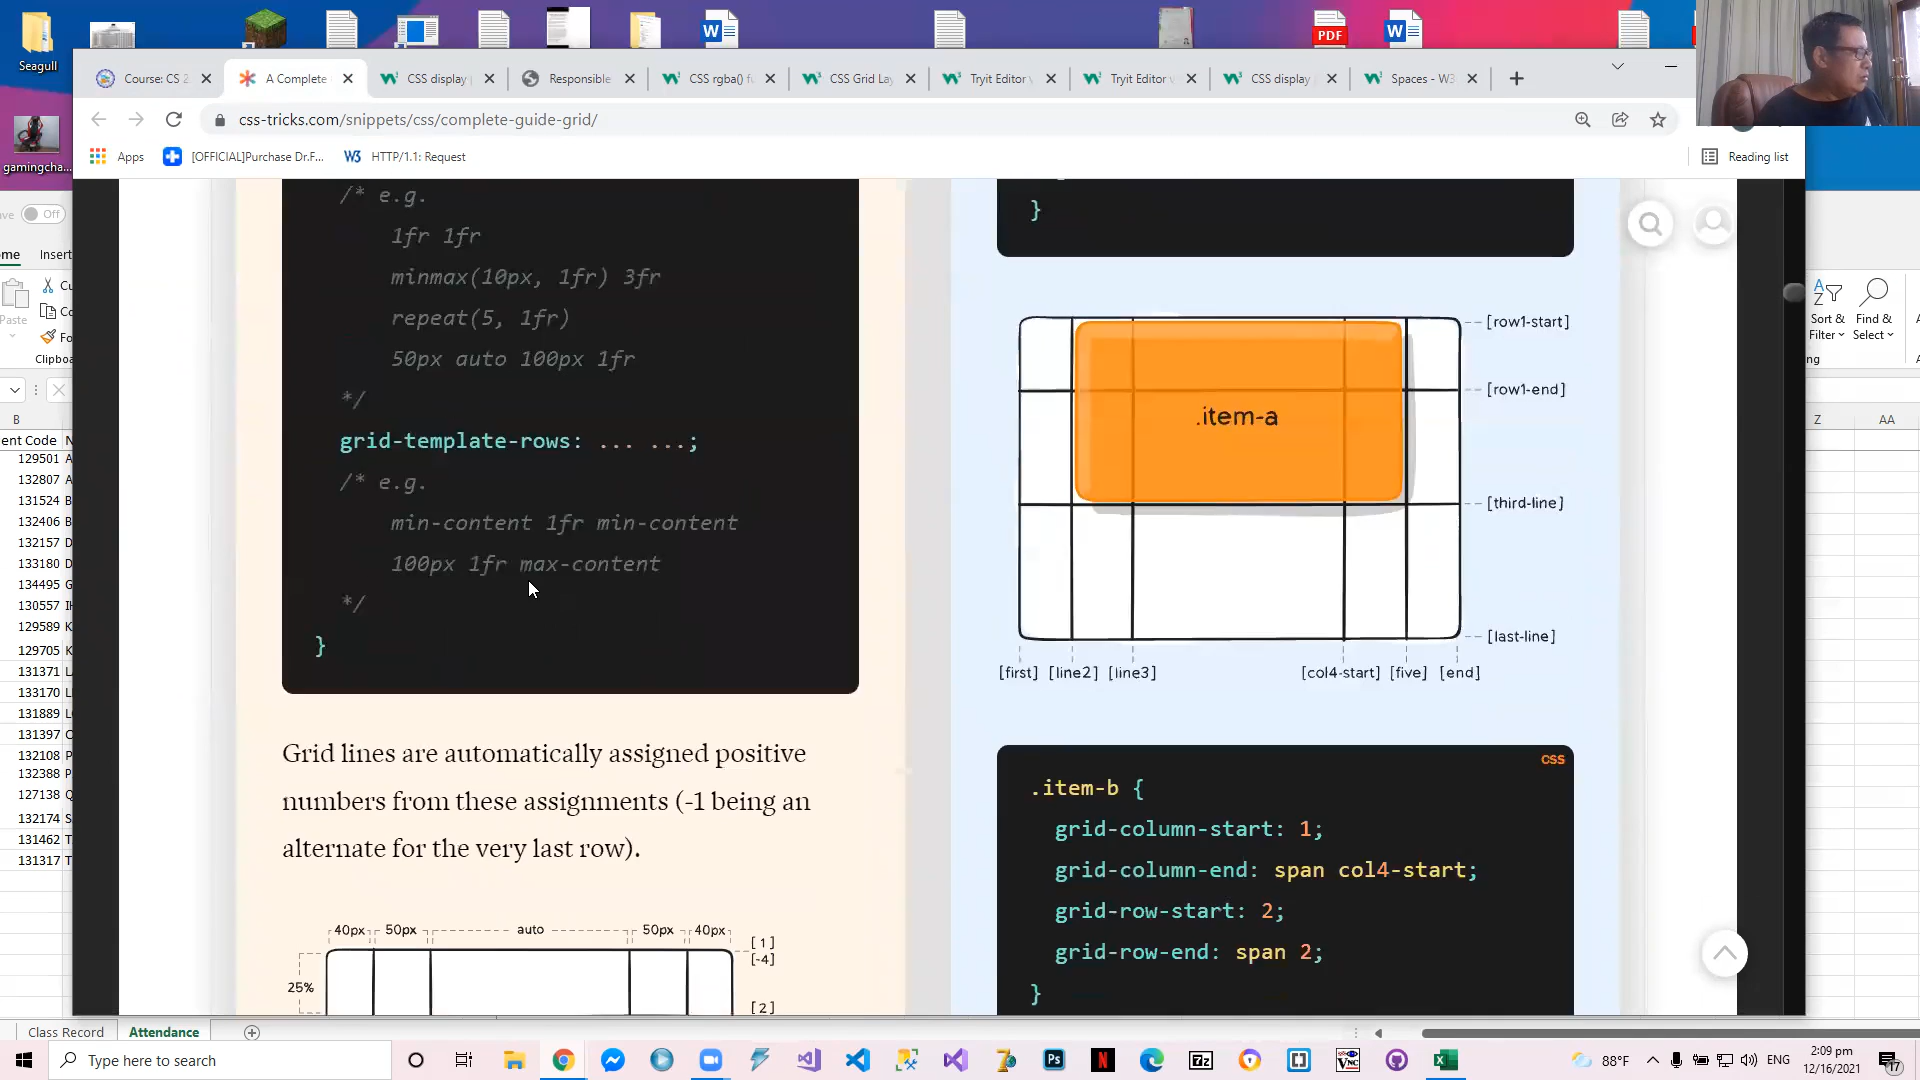 Seagull
PDF
Course: CS 2
A Complete
CSS display
Responsible
CSS rgba() fu
CSS Grid Lay
Tryit Editor v
Tryit Editor v
CSS display
Spaces - W3
css-tricks.com/snippets/css/complete-guide-grid/
gamingcha...
Apps
[OFFICIAL]Purchase Dr.F...
HTTP/1.1: Request
Reading list
/* e.g.
1fr 1fr
minmax(10px, 1fr) 3fr
repeat(5, 1fr)
50px auto 100px 1fr
*/
grid-template-rows: ... ...;
/* e.g.
min-content 1fr min-content
100px 1fr max-content
*/
}
Grid lines are automatically assigned positive
numbers from these assignments (-1 being an
alternate for the very last row).
40px 50px auto 50px 40px
[1]
[-4]
25%
[2]
}
[row1-start]
[row1-end]
.item-a
[third-line]
[last-line]
[first] [line2] [line3] [col4-start] [five] [end]
CSS
.item-b {
grid-column-start: 1;
grid-column-end: span col4-start;
grid-row-start: 2;
grid-row-end: span 2;
}
ave Off
ome Insert
Paste
Clipboa
B
ent Code
129501
132807
131524
132406
132157
133180
134495
130557
129589
129705
131371
133170
131889
131397
132108
132388
127138
132174
131462
131317
Sort & Filter
Find & Select
Z AA
Class Record Attendance
Type here to search
88°F
ENG
2:09 pm
12/16/2021
17